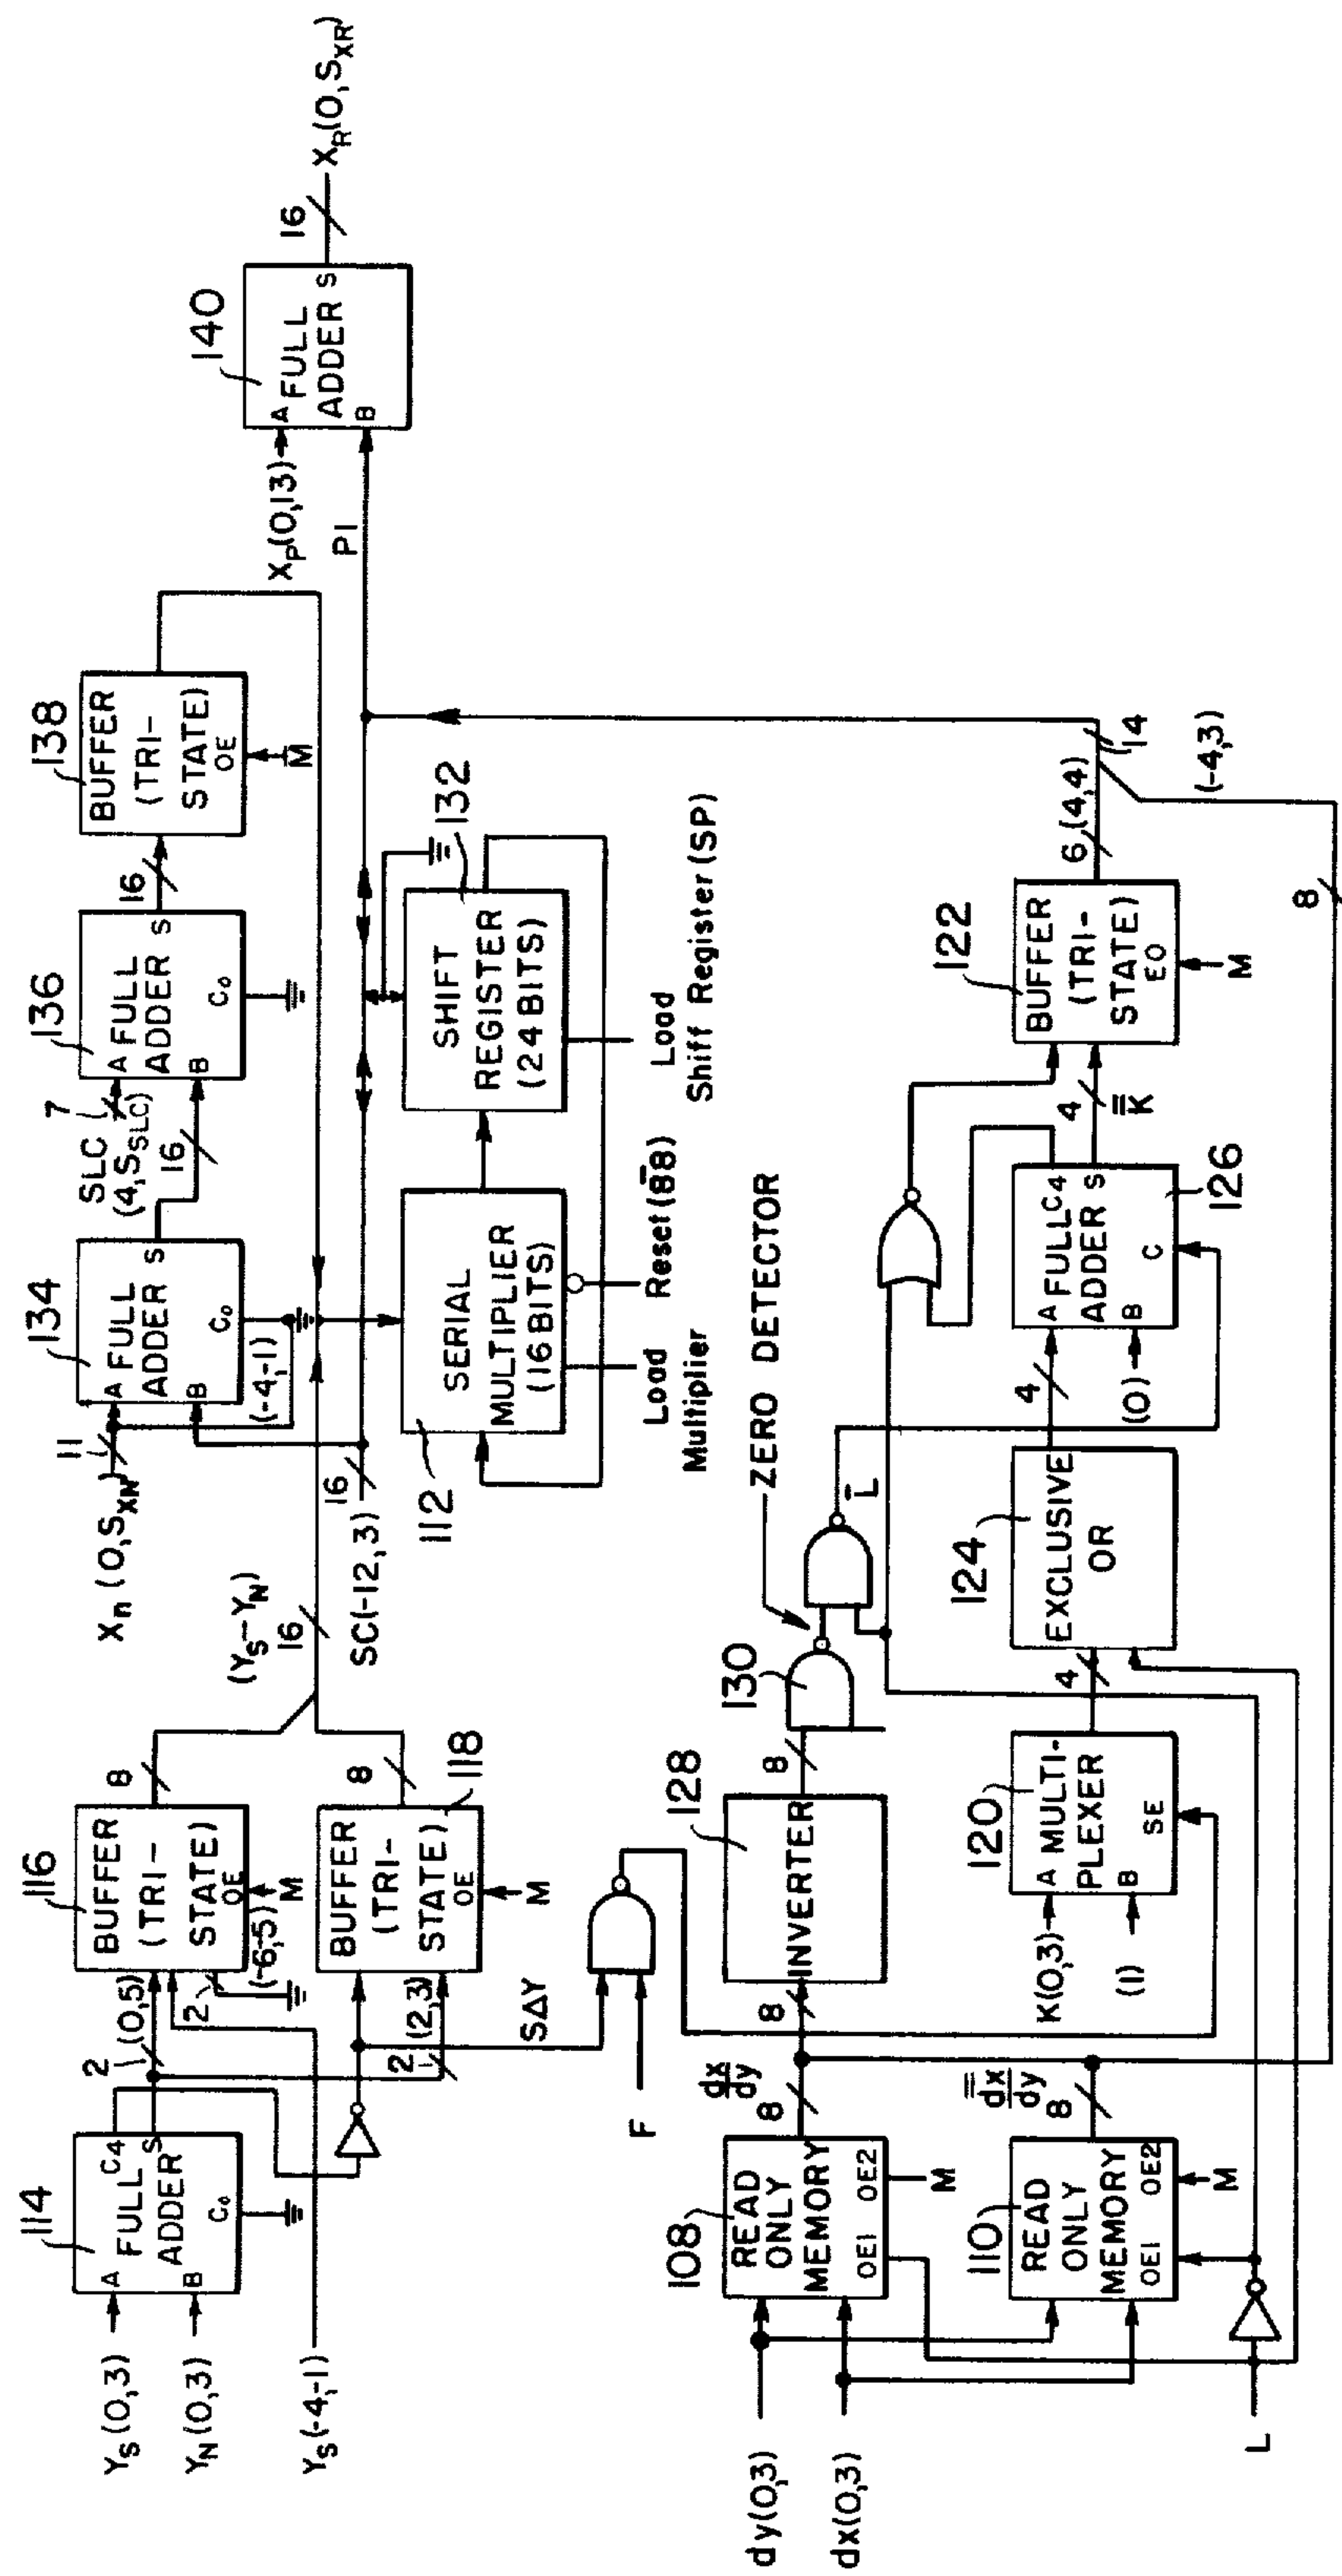 114
FULL
ADDER
A
B
C4
S
C₀
Y_S(0,3)
Y_N(0,3)
Y_S(-4,-1)
2
(0,5)
116
BUFFER
(TRI-
STATE)
OE
M
2
(-6,-5)
8
118
BUFFER
(TRI-
STATE)
OE
M
2
(2,3)
8
SΔY
F
(Y_S-Y_N)
16
X_n(0,S_XN)
11
134
A FULL
ADDER
S
B
C₀
(-4,-1)
SLC
(4,S_SLC)
7
16
136
A FULL
ADDER
S
B
C₀
16
138
BUFFER
(TRI-
STATE)
OE
M
SC(-12,3)
16
112
SERIAL
MULTIPLIER
(16 BITS)
Load
Multiplier
Reset(8̄8)
132
SHIFT
REGISTER
(24 BITS)
Load
Shiff Register(SP)
X_P(0,13)
PI
140
A FULL
ADDER
S
B
16
X_R(0,S_XR)
dy(0,3)
dx(0,3)
108
READ
ONLY
MEMORY
OE1
OE2
M
dx
dy
8
110
READ
ONLY
MEMORY
OE1
OE2
M
dx
dy
8
L
8
128
INVERTER
8
130
ZERO DETECTOR
L̄
K(0,3)
(1)
120
A MULTI-
PLEXER
B
SE
4
124
EXCLUSIVE
OR
4
(0)
126
A FULL
ADDER
C4
S
B
C
4
K
122
BUFFER
(TRI-
STATE)
EO
M
6(4,4)
14
(-4,3)
8